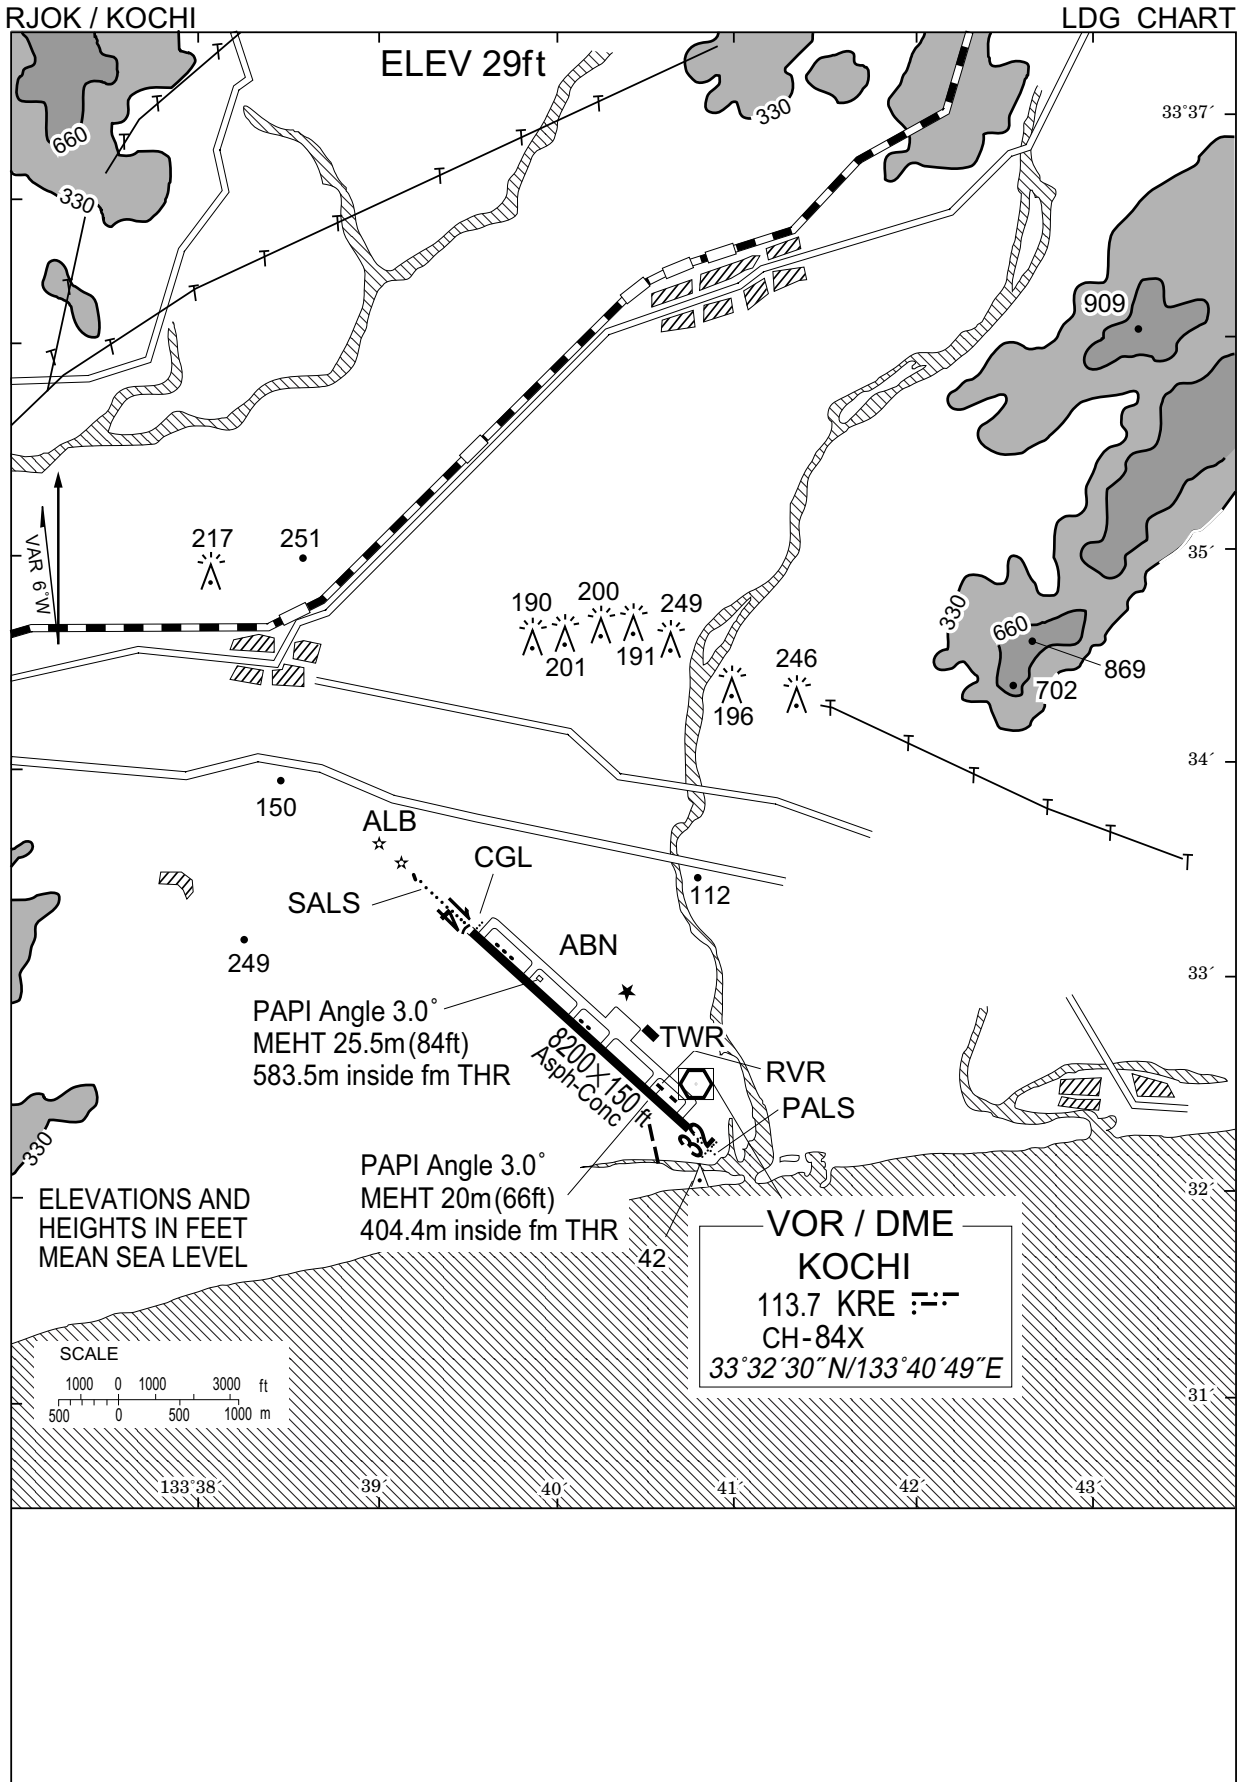 RJOK / KOCHI
LDG CHART
ELEV 29ft
33°37´
660
330
330
909
35´
VAR 6°W
217
251
190
201
200
191
249
196
246
330
660
869
702
34´
150
ALB
CGL
SALS
112
249
ABN
33´
PAPI Angle 3.0°
MEHT 25.5m(84ft)
583.5m inside fm THR
14
TWR
8200×150 ft
Asph-Conc
RVR
PALS
32
330
PAPI Angle 3.0°
MEHT 20m(66ft)
404.4m inside fm THR
42
32´
ELEVATIONS AND
HEIGHTS IN FEET
MEAN SEA LEVEL
VOR / DME
KOCHI
113.7 KRE
CH-84X
33°32´30˝N/133°40´49˝E
SCALE
1000 0 1000 3000 ft
500 0 500 1000 m
31´
133°38´
39´
40´
41´
42´
43´